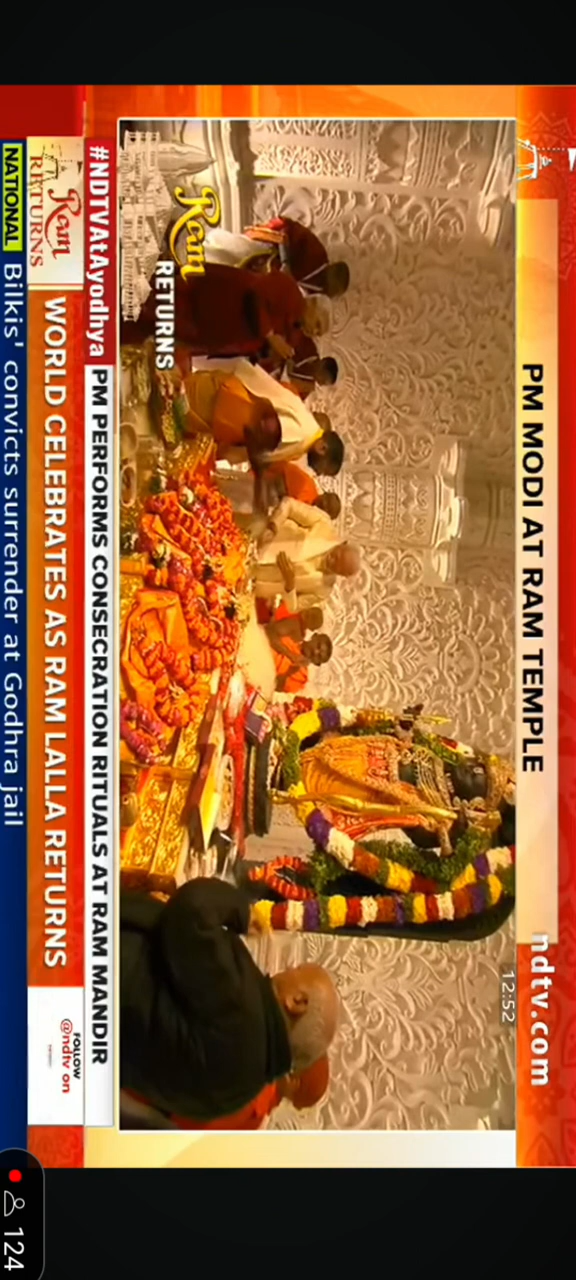 PM MODI AT RAM TEMPLE
ndtv.com
12:52
Ram
RETURNS
#NDTVAtAyodhya
PM PERFORMS CONSECRATION RITUALS AT RAM MANDIR
Ram
RETURNS
WORLD CELEBRATES AS RAM LALLA RETURNS
FOLLOW
@ndtv on
NATIONAL
Bilkis' convicts surrender at Godhra jail
124